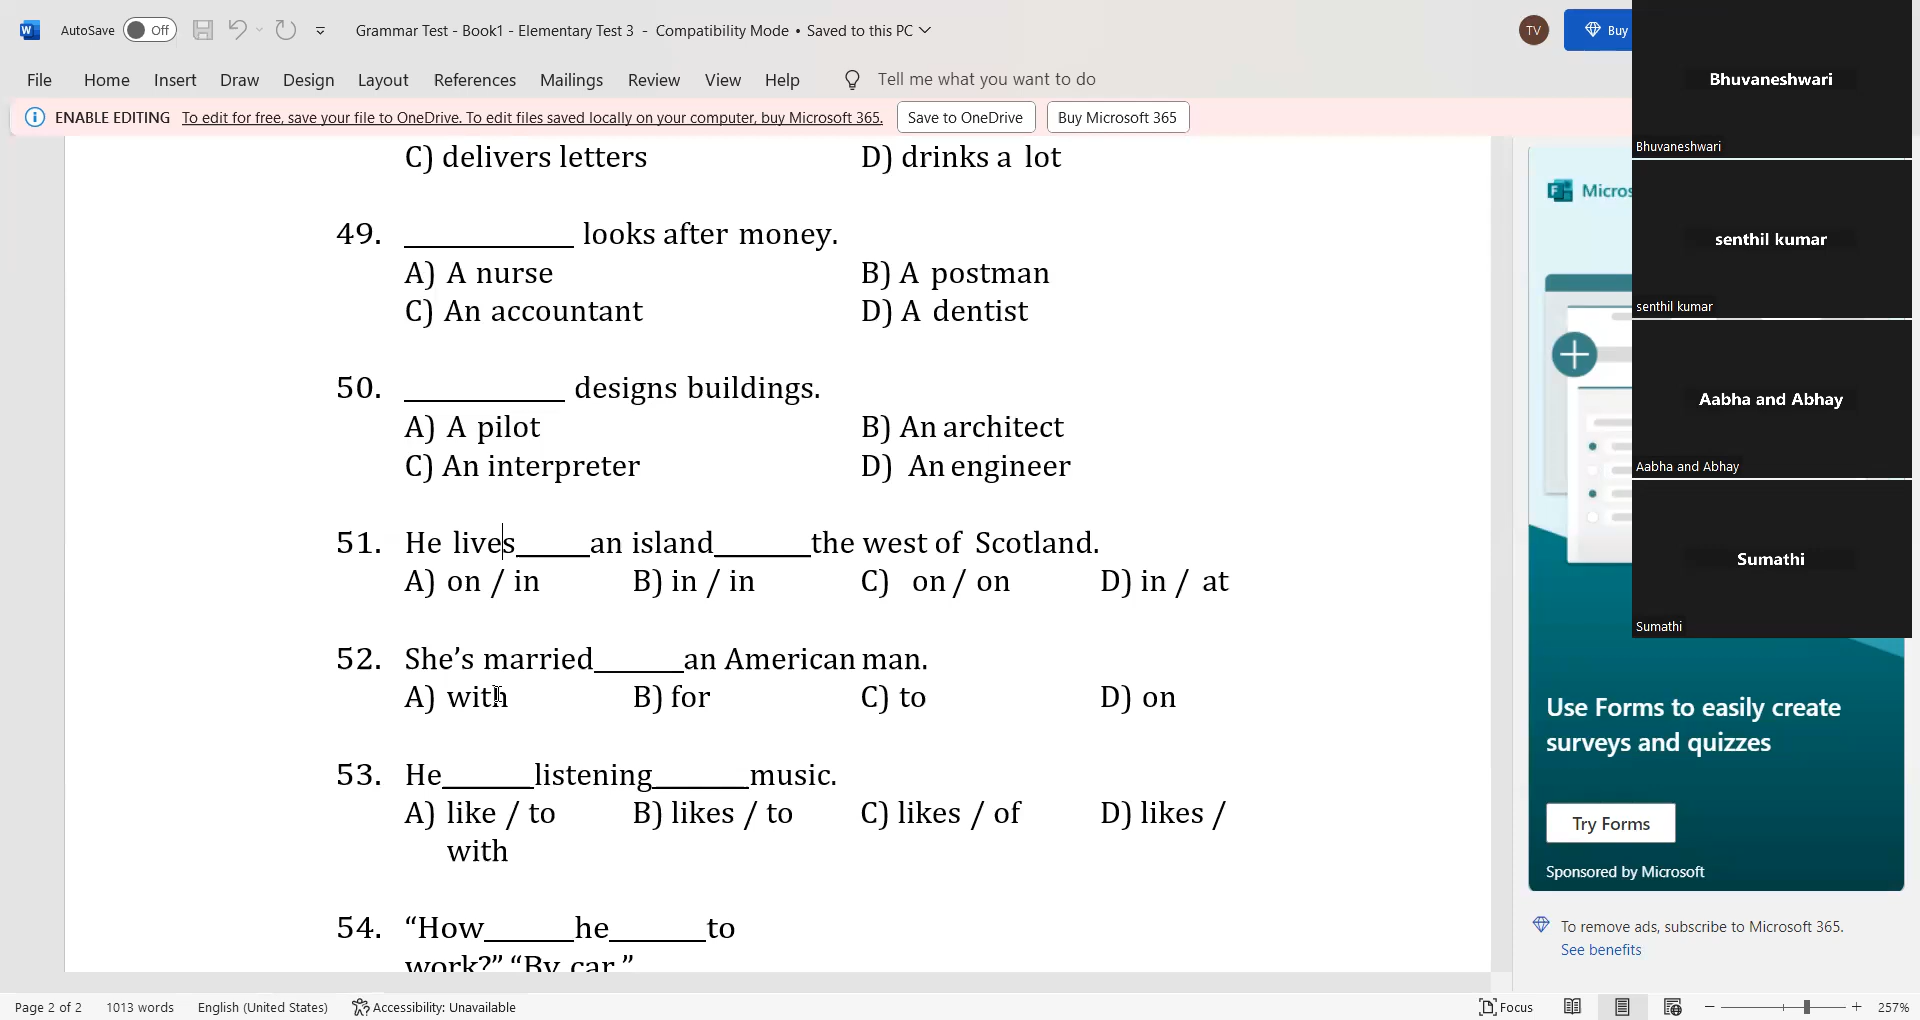 AutoSave Off Grammar Test - Book1 - Elementary Test 3 - Compatibility Mode • Saved to this PC TV Buy
File Home Insert Draw Design Layout References Mailings Review View Help Tell me what you want to do
ENABLE EDITING To edit for free, save your file to OneDrive. To edit files saved locally on your computer, buy Microsoft 365. Save to OneDrive Buy Microsoft 365
C) delivers letters D) drinks a lot
49. ___________ looks after money.
A) A nurse B) A postman
C) An accountant D) A dentist
50. ___________ designs buildings.
A) A pilot B) An architect
C) An interpreter D) An engineer
51. He lives_____an island______the west of Scotland.
A) on / in B) in / in C) on / on D) in / at
52. She's married______an American man.
A) with B) for C) to D) on
53. He______listening______music.
A) like / to B) likes / to C) likes / of D) likes /
with
54. “How______he______to
work?” “By car.”
Bhuvaneshwari
Bhuvaneshwari
senthil kumar
senthil kumar
Aabha and Abhay
Aabha and Abhay
Sumathi
Sumathi
Use Forms to easily create
surveys and quizzes
Try Forms
Sponsored by Microsoft
To remove ads, subscribe to Microsoft 365.
See benefits
Page 2 of 2 1013 words English (United States) Accessibility: Unavailable Focus 257%